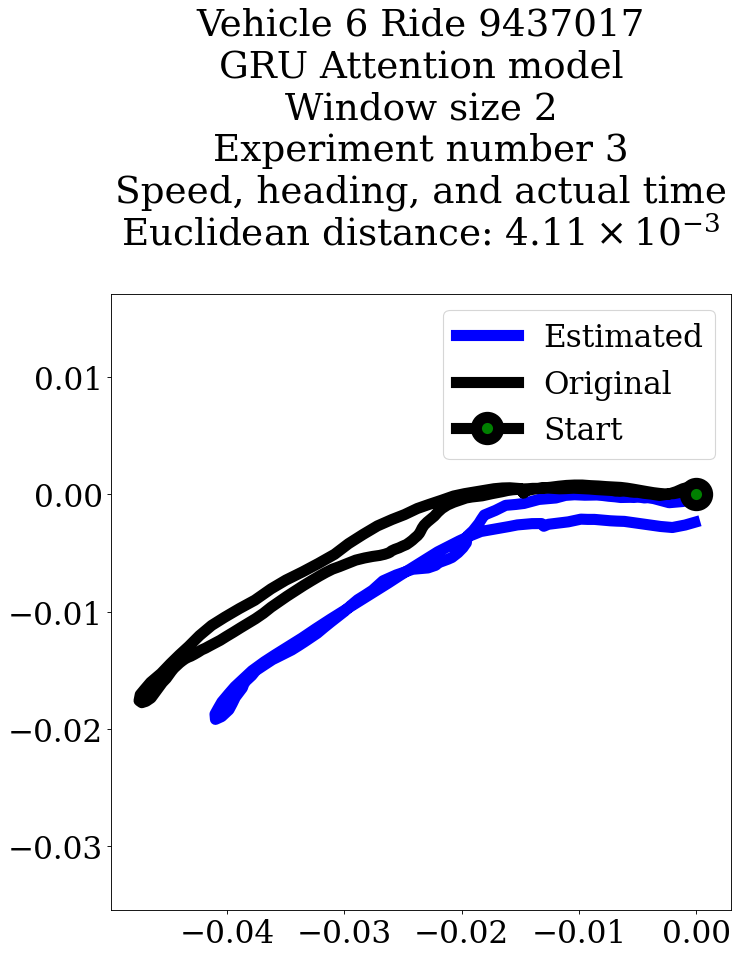 Vehicle 6 Ride 9437017
GRU Attention model
Window size 2
Experiment number 3
Speed, heading, and actual time
Euclidean distance: 4.11 × 10⁻³
Estimated
Original
Start
0.01
0.00
−0.01
−0.02
−0.03
−0.04 −0.03 −0.02 −0.01 0.00